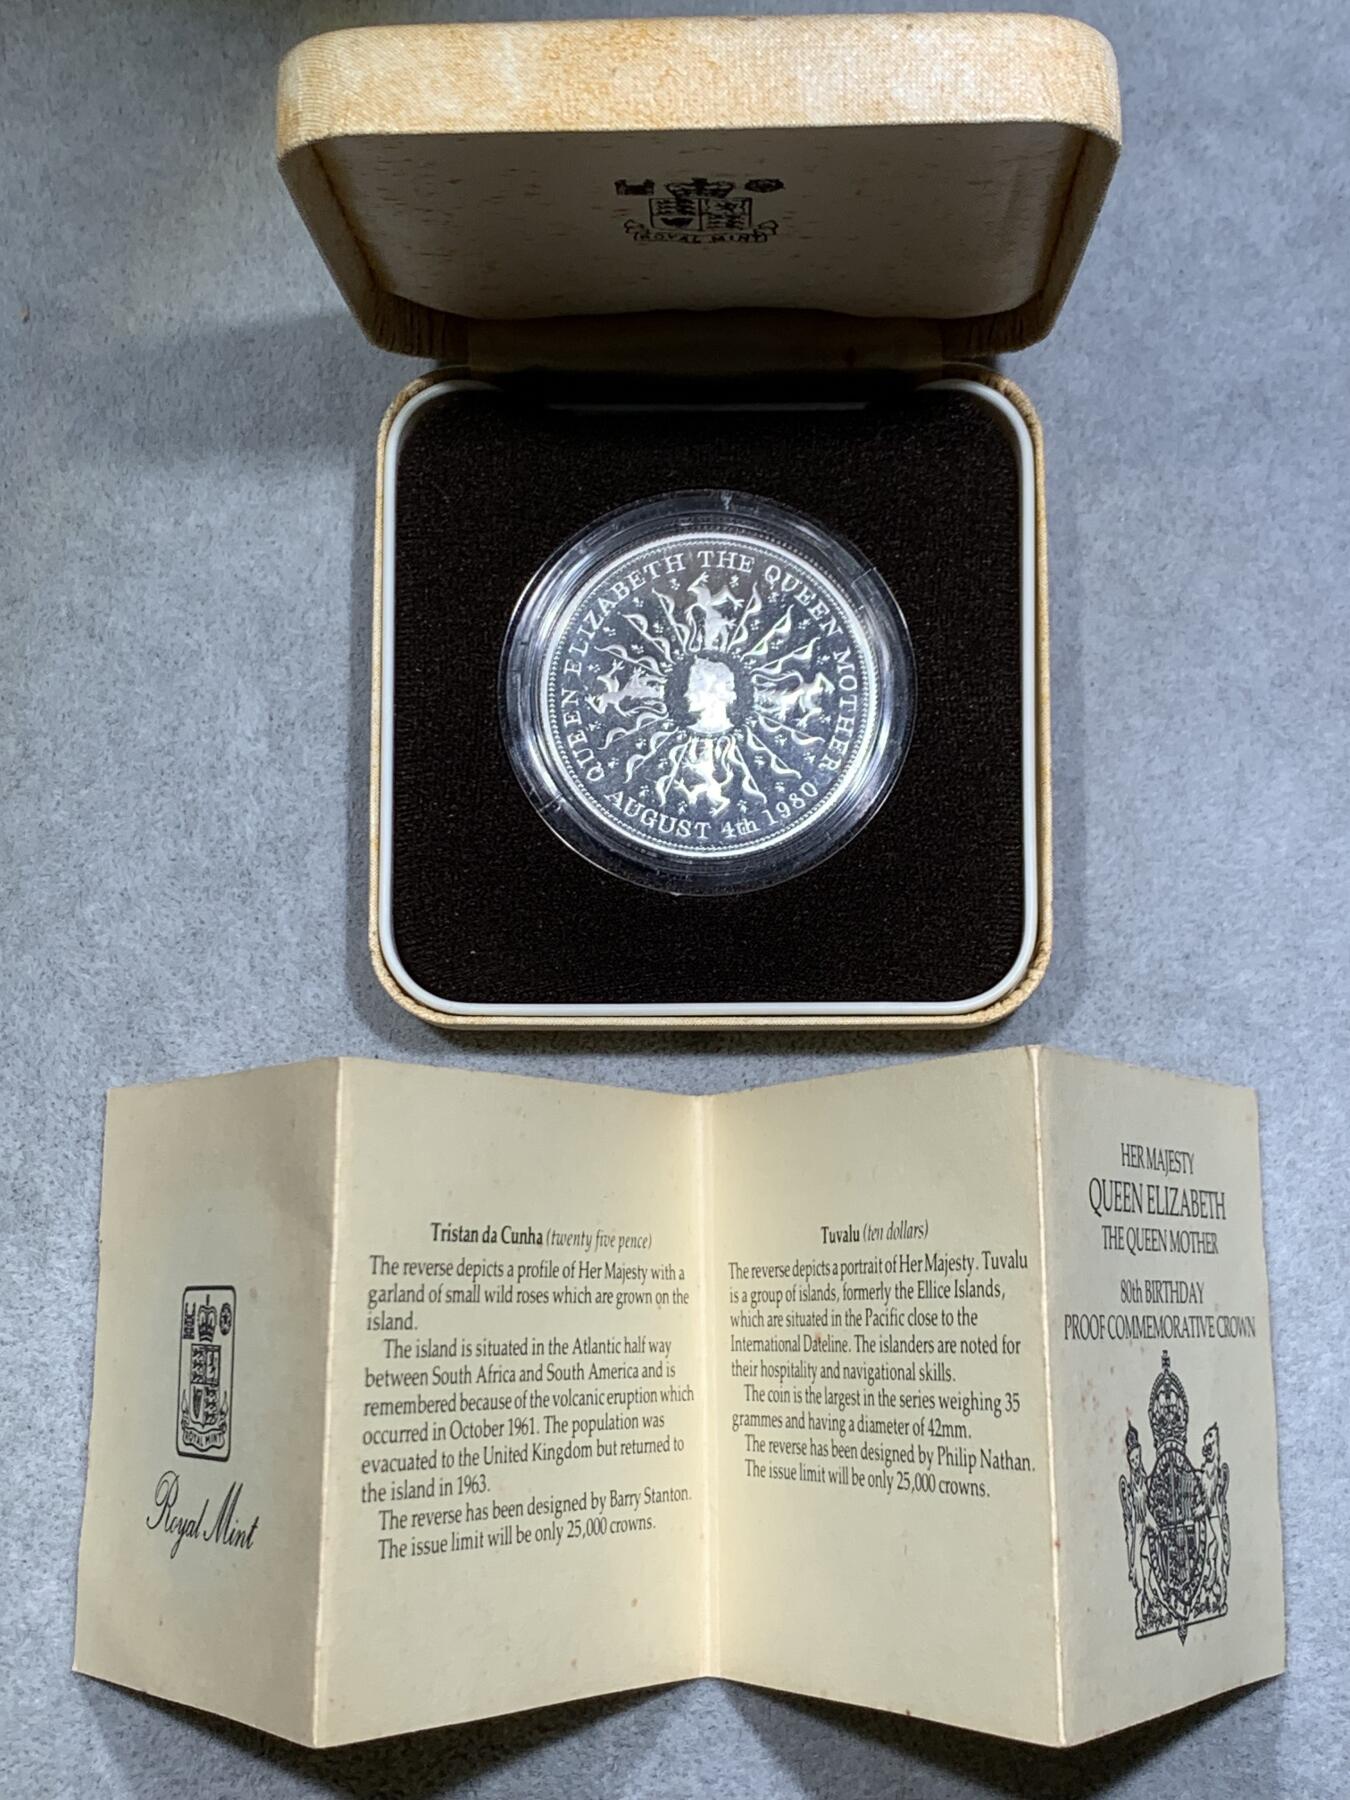 ROYAL MINT
QUEEN ELIZABETH THE QUEEN MOTHER
AUGUST 4th 1980
ROYAL MINT
Royal Mint
Tristan da Cunha (twenty five pence)
The reverse depicts a profile of Her Majesty with a
garland of small wild roses which are grown on the
island.
The island is situated in the Atlantic half way
between South Africa and South America and is
remembered because of the volcanic eruption which
occurred in October 1961. The population was
evacuated to the United Kingdom but returned to
the island in 1963.
The reverse has been designed by Barry Stanton.
The issue limit will be only 25,000 crowns.
Tuvalu (ten dollars)
The reverse depicts a portrait of Her Majesty. Tuvalu
is a group of islands, formerly the Ellice Islands,
which are situated in the Pacific close to the
International Dateline. The islanders are noted for
their hospitality and navigational skills.
The coin is the largest in the series weighing 35
grammes and having a diameter of 42mm.
The reverse has been designed by Philip Nathan.
The issue limit will be only 25,000 crowns.
HER MAJESTY
QUEEN ELIZABETH
THE QUEEN MOTHER
80th BIRTHDAY
PROOF COMMEMORATIVE CROWN